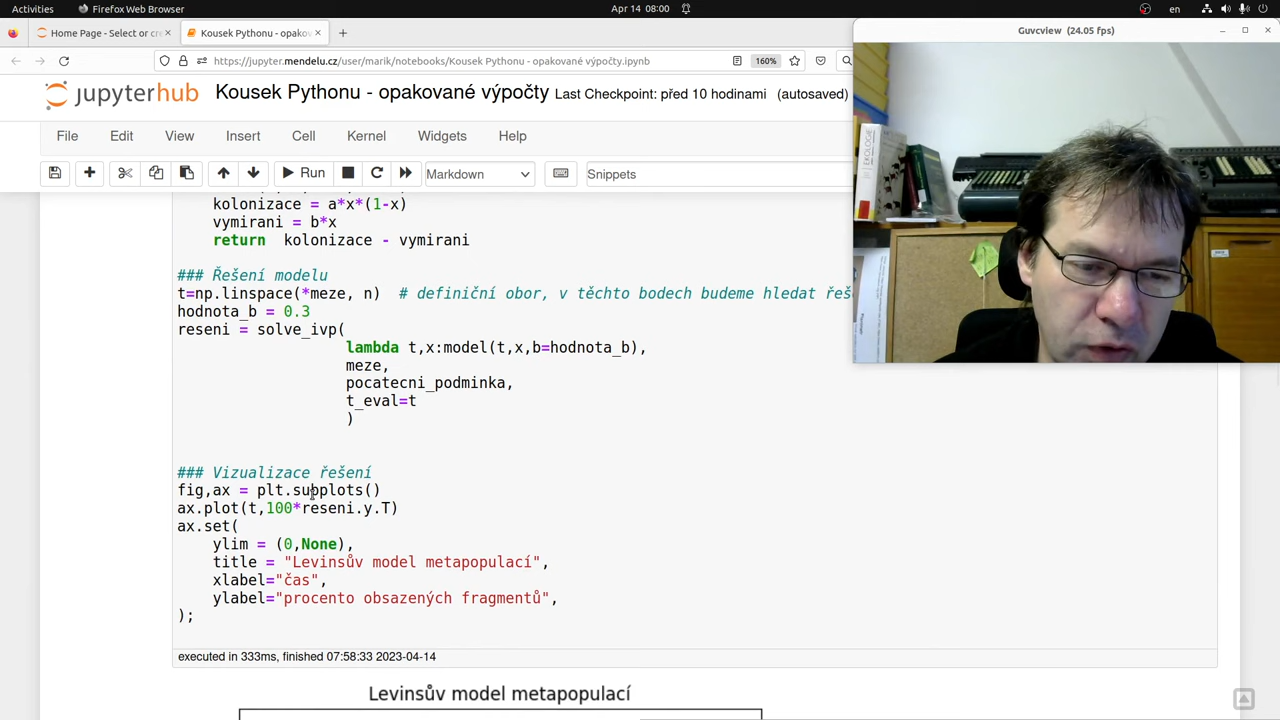 Activities
Firefox Web Browser
Apr 14 08:00
en
Home Page - Select or cre
Kousek Pythonu - opakov
Guvcview (24.05 fps)
https://jupyter.mendelu.cz/user/marik/notebooks/Kousek Pythonu - opakované výpočty.ipynb
160%
jupyterhub
Kousek Pythonu - opakované výpočty
Last Checkpoint: před 10 hodinami
(autosaved)
File
Edit
View
Insert
Cell
Kernel
Widgets
Help
Run
Markdown
Snippets
kolonizace = a*x*(1-x)
vymirani = b*x
return kolonizace - vymirani
### Řešení modelu
t=np.linspace(*meze, n) # definiční obor, v těchto bodech budeme hledat řeš
hodnota_b = 0.3
reseni = solve_ivp(
lambda t,x:model(t,x,b=hodnota_b),
meze,
pocatecni_podminka,
t_eval=t
)
### Vizualizace řešení
fig,ax = plt.subplots()
ax.plot(t,100*reseni.y.T)
ax.set(
ylim = (0,None),
title = "Levinsův model metapopulací",
xlabel="čas",
ylabel="procento obsazených fragmentů",
);
executed in 333ms, finished 07:58:33 2023-04-14
Levinsův model metapopulací
EKOLOGIE